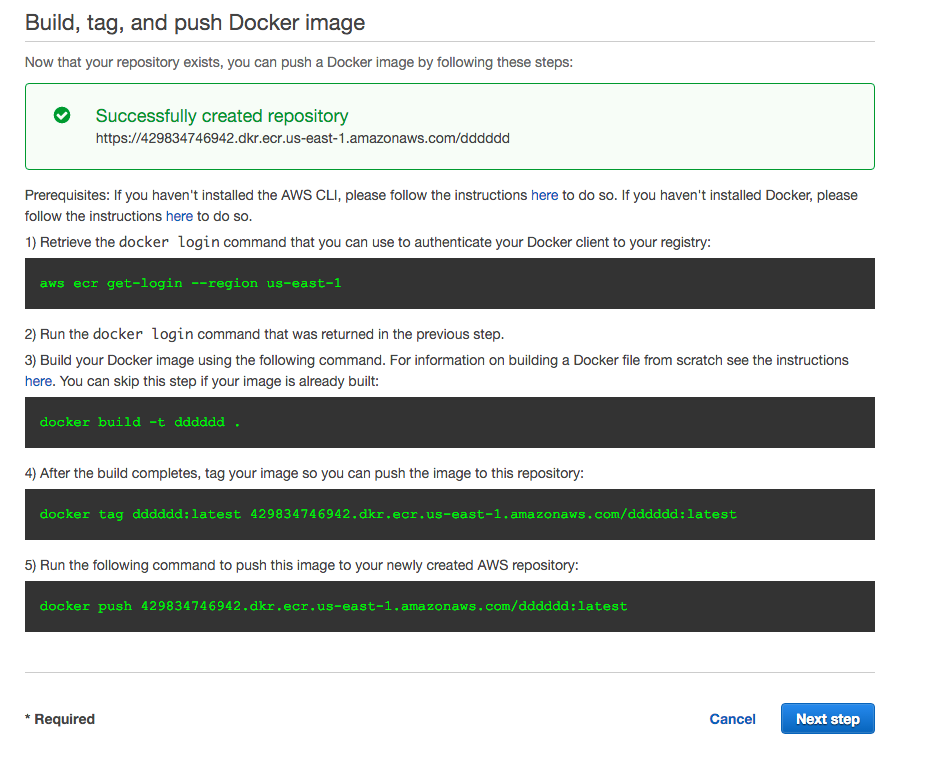 Build, tag, and push Docker image
Now that your repository exists, you can push a Docker image by following these steps:
Successfully created repository
https://429834746942.dkr.ecr.us-east-1.amazonaws.com/dddddd
Prerequisites: If you haven't installed the AWS CLI, please follow the instructions here to do so. If you haven't installed Docker, please
follow the instructions here to do so.
1) Retrieve the docker login command that you can use to authenticate your Docker client to your registry:
aws ecr get-login --region us-east-1
2) Run the docker login command that was returned in the previous step.
3) Build your Docker image using the following command. For information on building a Docker file from scratch see the instructions
here. You can skip this step if your image is already built:
docker build -t dddddd .
4) After the build completes, tag your image so you can push the image to this repository:
docker tag dddddd:latest 429834746942.dkr.ecr.us-east-1.amazonaws.com/dddddd:latest
5) Run the following command to push this image to your newly created AWS repository:
docker push 429834746942.dkr.ecr.us-east-1.amazonaws.com/dddddd:latest
* Required
Cancel
Next step